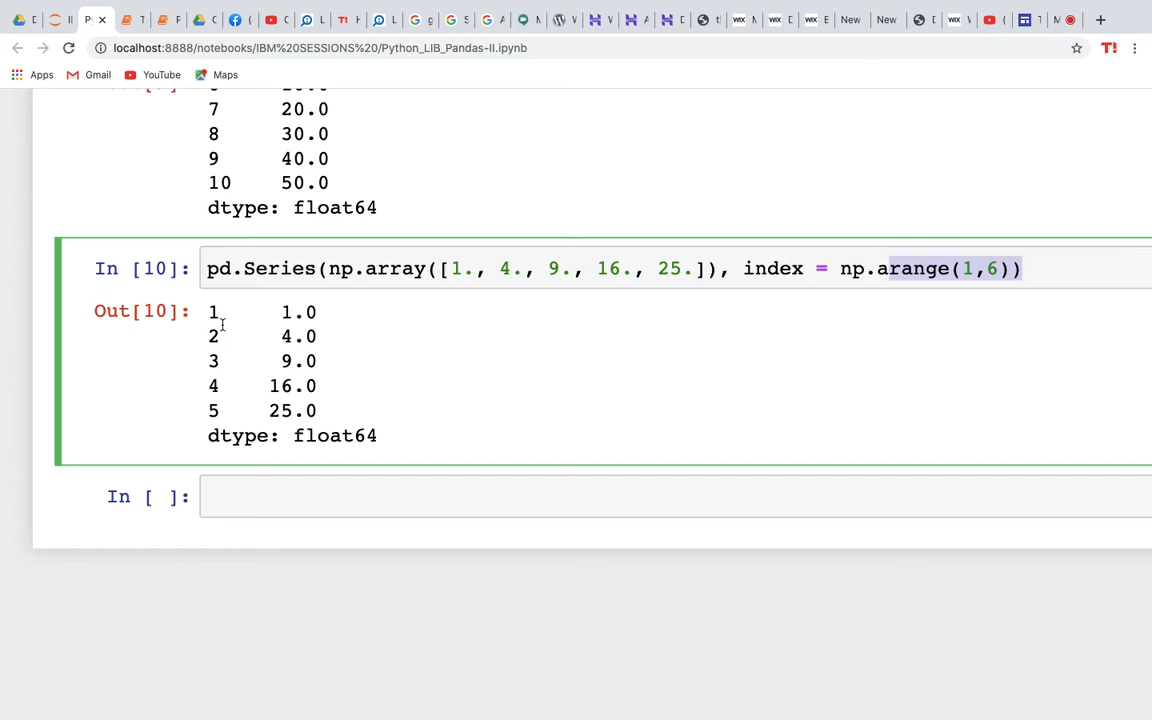 localhost:8888/notebooks/IBM%20SESSIONS%20/Python_LIB_Pandas-II.ipynb
Apps Gmail YouTube Maps
7 20.0
8 30.0
9 40.0
10 50.0
dtype: float64
In [10]: pd.Series(np.array([1., 4., 9., 16., 25.]), index = np.arange(1,6))
Out[10]: 1 1.0
2 4.0
3 9.0
4 16.0
5 25.0
dtype: float64
In [ ]: